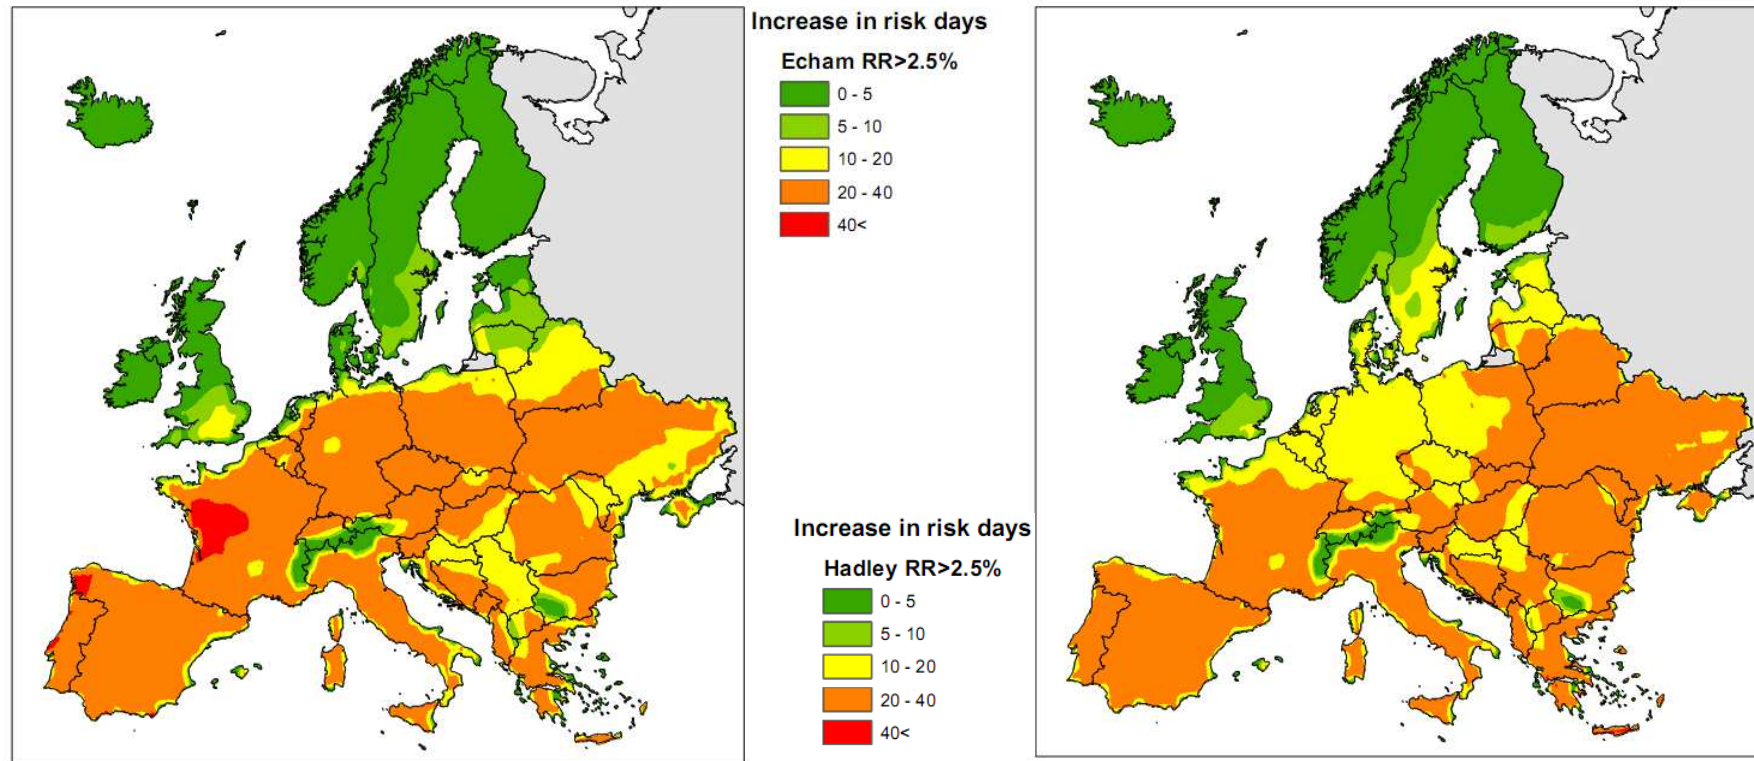 Increase in risk days
Echam RR>2.5%
0 - 5
5 - 10
10 - 20
20 - 40
40<
Increase in risk days
Hadley RR>2.5%
0 - 5
5 - 10
10 - 20
20 - 40
40<